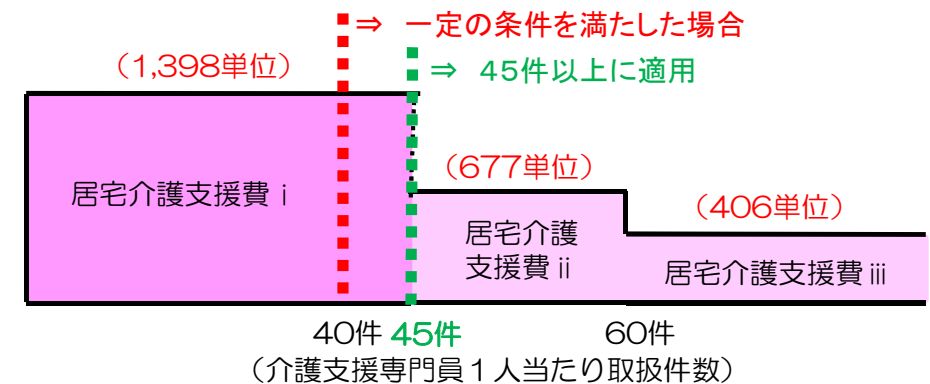 ⇒ 一定の条件を満たした場合
(1,398単位)
⇒ 45件以上に適用
(677単位)
居宅介護支援費ⅰ
(406単位)
居宅介護
支援費ⅱ
居宅介護支援費ⅲ
40件 45件 60件
(介護支援専門員1人当たり取扱件数)